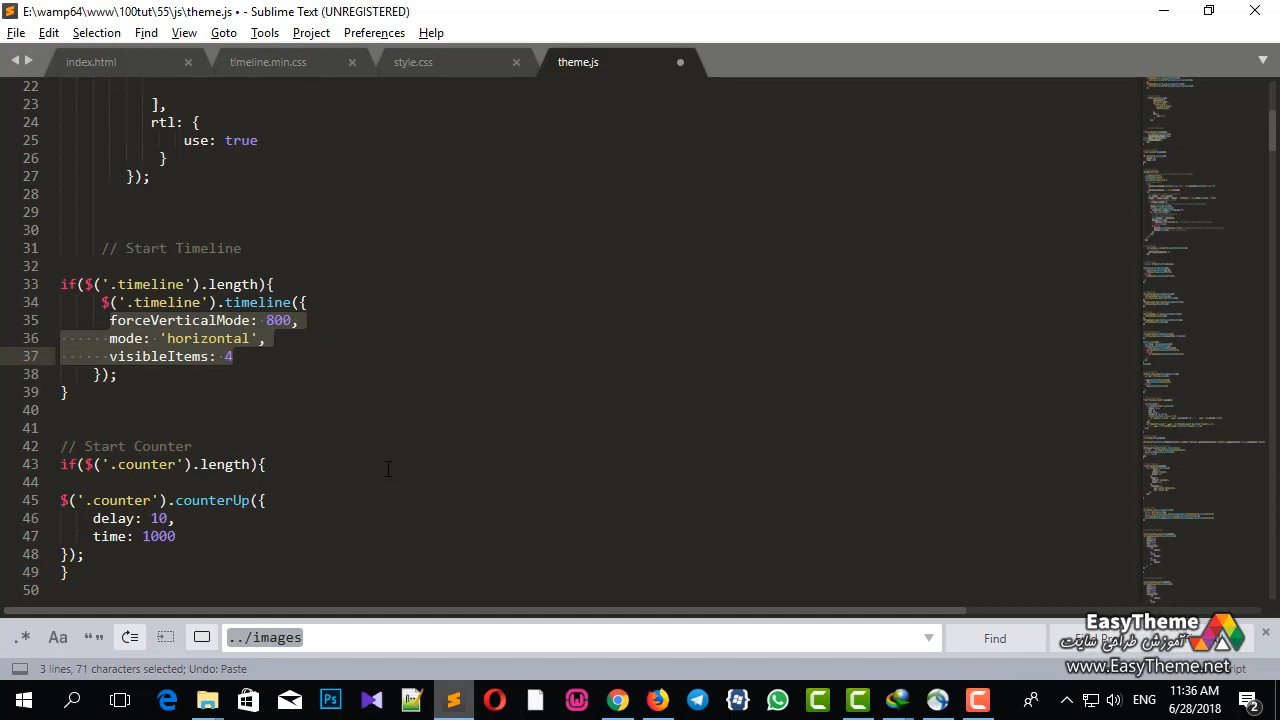 E:\wamp64\www\100tut\55\js\theme.js • - Sublime Text (UNREGISTERED)
File Edit Selection Find View Goto Tools Project Preferences Help
index.html timeline.min.css style.css theme.js
22
23 ],
24 rtl: {
25 use: true
26 }
27 });
28
29
30
31 // Start Timeline
32
33 if($('.timeline').length){
34 $('.timeline').timeline({
35 forceVerticalMode: 800,
36 mode: 'horizontal',
37 visibleItems: 4
38 });
39 }
40
41
42 // Start Counter
43 if($('.counter').length){
44
45 $('.counter').counterUp({
46 delay: 10,
47 time: 1000
48 });
49 }
50
.* Aa “” ../images Find
EasyTheme
آموزش طراحی سایت
www.EasyTheme.net
3 lines, 71 characters selected; Undo: Paste
ENG 11:36 AM
6/28/2018
2